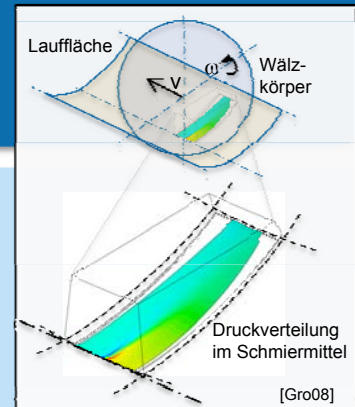 Lauffläche
Wälz-
körper
ω
v
Druckverteilung
im Schmiermittel
[Gro08]